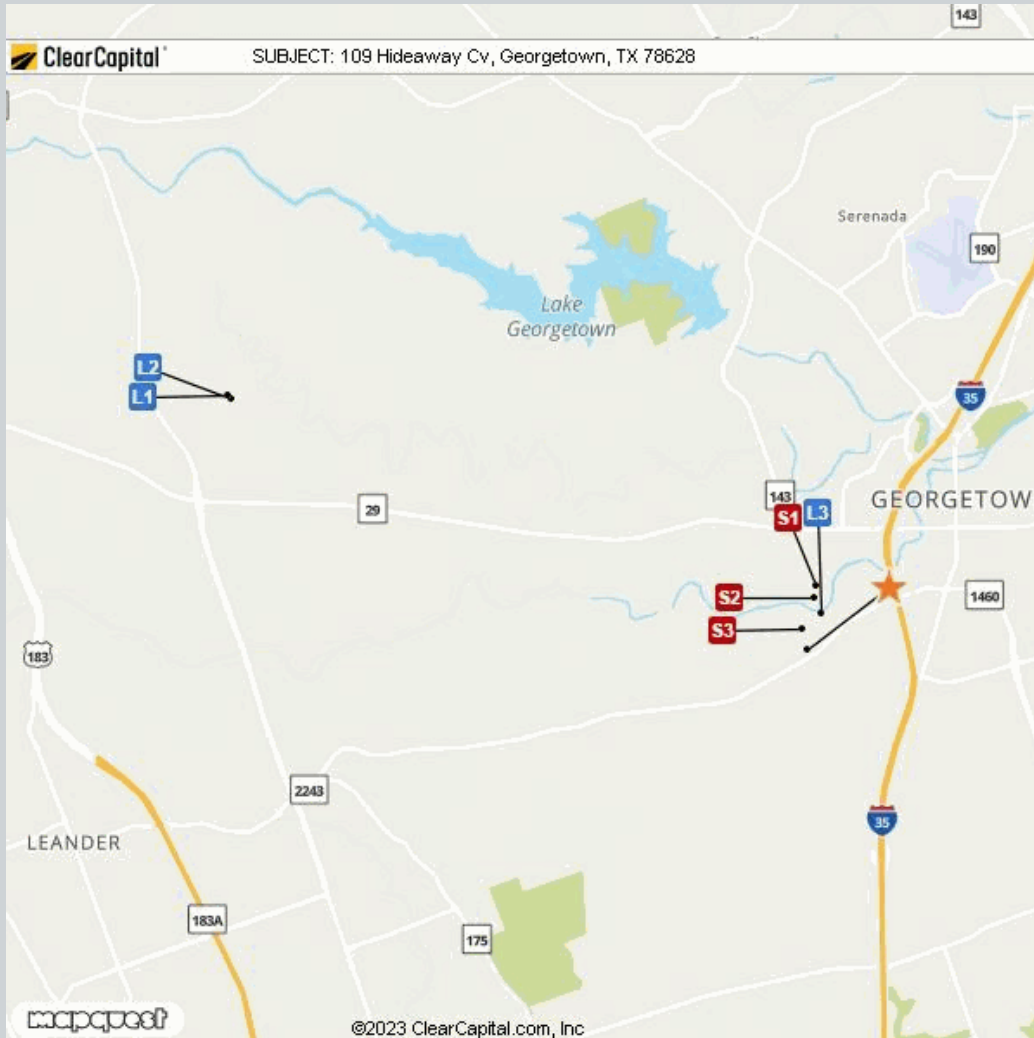 143
ClearCapital
SUBJECT: 109 Hideaway Cv, Georgetown, TX 78628
Serenada
190
Lake
Georgetown
L2
L1
35
29
143
GEORGETOW
S1
L3
S2
1460
S3
183
2243
35
LEANDER
183A
175
mapquest
©2023 ClearCapital.com, Inc